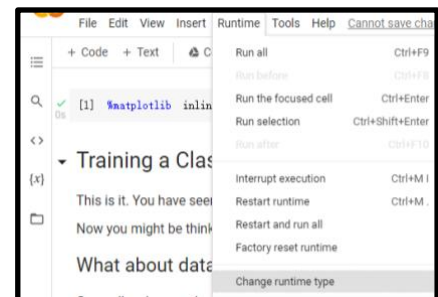 File Edit View Insert Runtime Tools Help Cannot save cha
+ Code + Text C
Run all Ctrl+F9
Run before Ctrl+F8
[1] %matplotlib inlin
0s
Run the focused cell Ctrl+Enter
Run selection Ctrl+Shift+Enter
Run after Ctrl+F10
{x}
Training a Clas
Interrupt execution Ctrl+M I
This is it. You have seen
Restart runtime Ctrl+M .
Now you might be think
Restart and run all
Factory reset runtime
What about data
Change runtime type